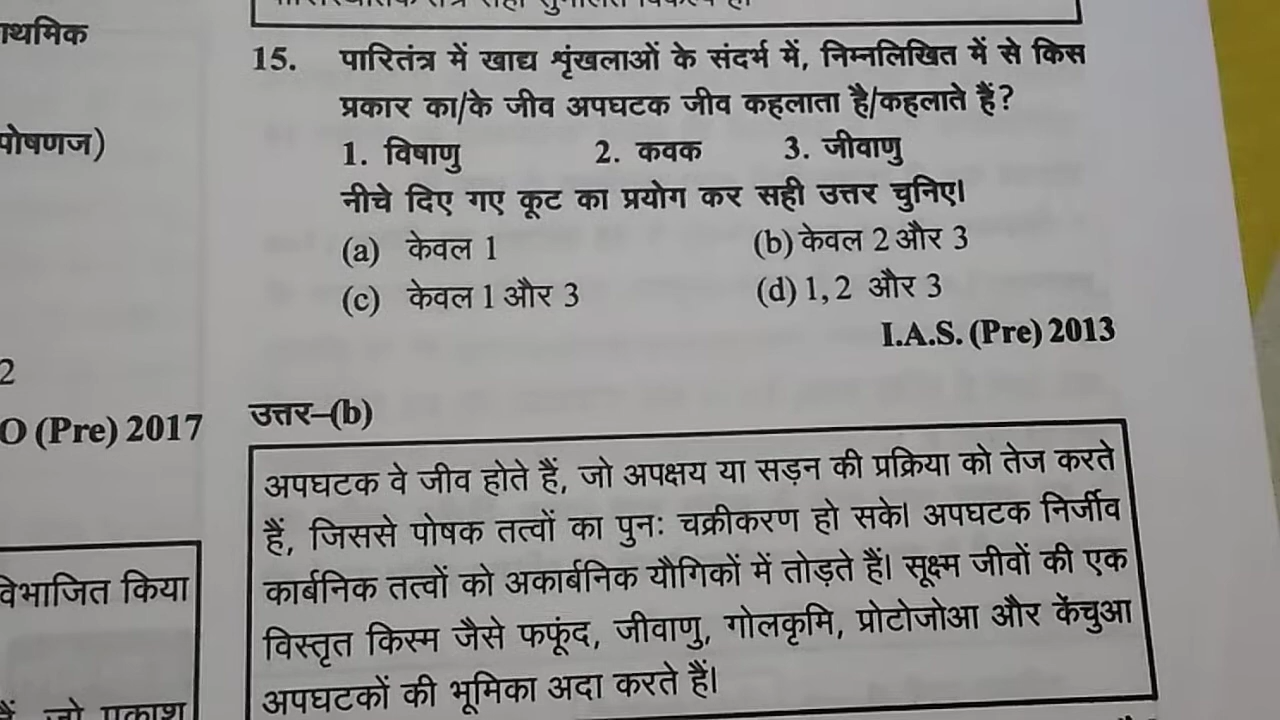 15. पारितंत्र में खाद्य शृंखलाओं के संदर्भ में, निम्नलिखित में से किस
प्रकार का/के जीव अपघटक जीव कहलाता है/कहलाते हैं?
1. विषाणु 2. कवक 3. जीवाणु
नीचे दिए गए कूट का प्रयोग कर सही उत्तर चुनिए।
(a) केवल 1 (b) केवल 2 और 3
(c) केवल 1 और 3 (d) 1, 2 और 3
I.A.S. (Pre) 2013
उत्तर–(b)
अपघटक वे जीव होते हैं, जो अपक्षय या सड़न की प्रक्रिया को तेज करते
हैं, जिससे पोषक तत्वों का पुनः चक्रीकरण हो सके। अपघटक निर्जीव
कार्बनिक तत्वों को अकार्बनिक यौगिकों में तोड़ते हैं। सूक्ष्म जीवों की एक
विस्तृत किस्म जैसे फफूंद, जीवाणु, गोलकृमि, प्रोटोजोआ और केंचुआ
अपघटकों की भूमिका अदा करते हैं।
पोषणज)
2
O (Pre) 2017
विभाजित किया